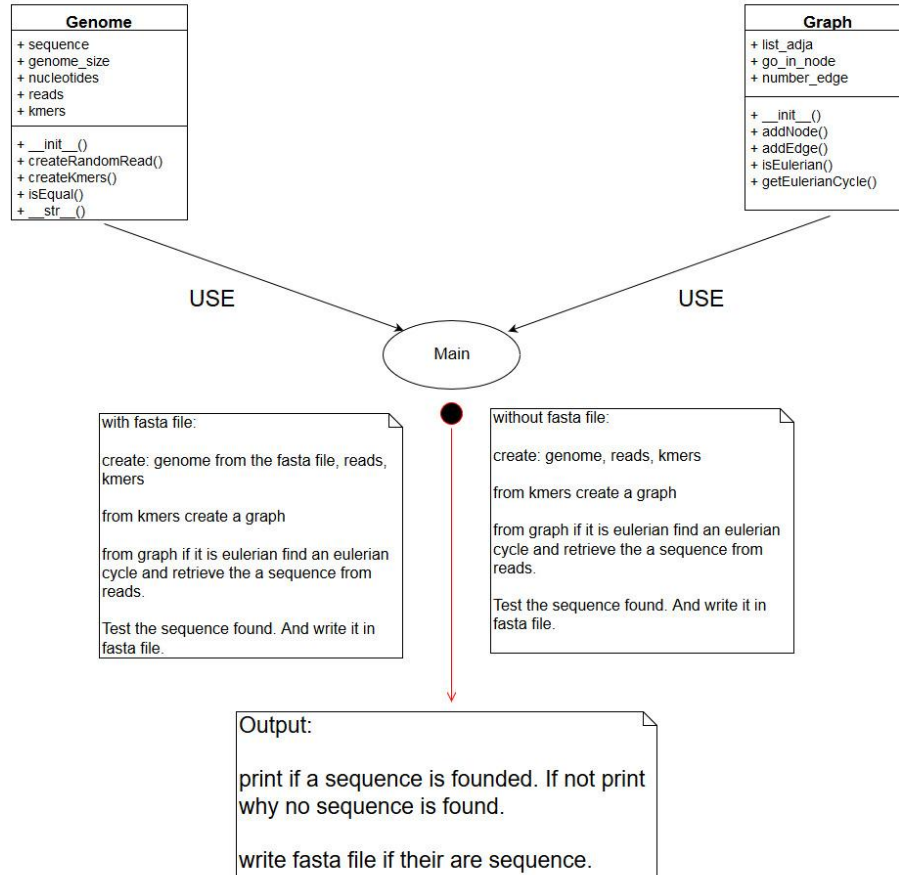 Genome
+ sequence
+ genome_size
+ nucleotides
+ reads
+ kmers
+ __init__()
+ createRandomRead()
+ createKmers()
+ isEqual()
+ __str__()
Graph
+ list_adja
+ go_in_node
+ number_edge
+ __init__()
+ addNode()
+ addEdge()
+ isEulerian()
+ getEulerianCycle()
USE
USE
Main
with fasta file:
create: genome from the fasta file, reads,
kmers
from kmers create a graph
from graph if it is eulerian find an eulerian
cycle and retrieve the a sequence from
reads.
Test the sequence found. And write it in
fasta file.
without fasta file:
create: genome, reads, kmers
from kmers create a graph
from graph if it is eulerian find an eulerian
cycle and retrieve the a sequence from
reads.
Test the sequence found. And write it in
fasta file.
Output:
print if a sequence is founded. If not print
why no sequence is found.
write fasta file if their are sequence.